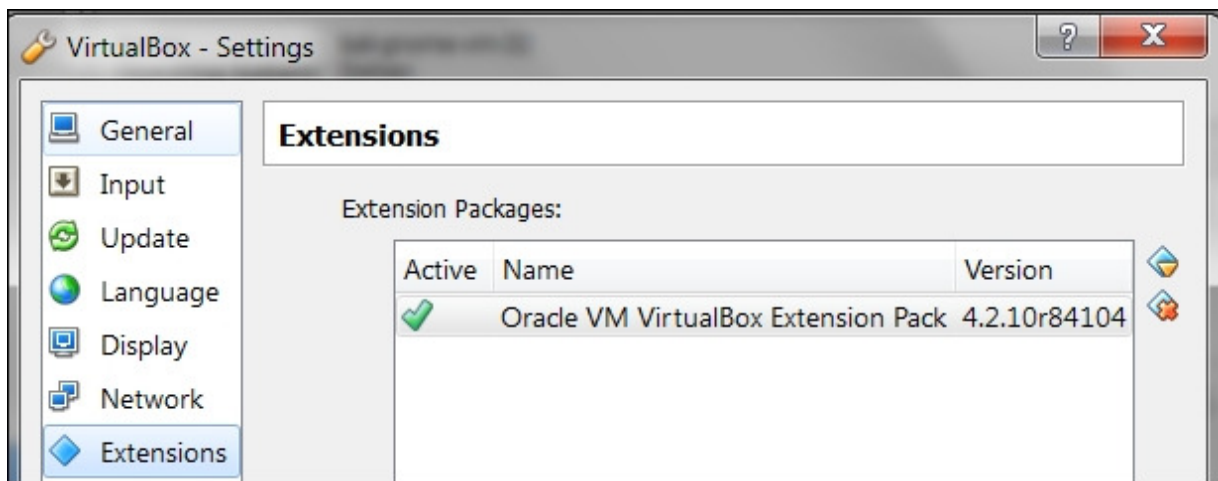 VirtualBox - Settings
General
Input
Update
Language
Display
Network
Extensions
Extensions
Extension Packages:
Active Name Version
Oracle VM VirtualBox Extension Pack 4.2.10r84104